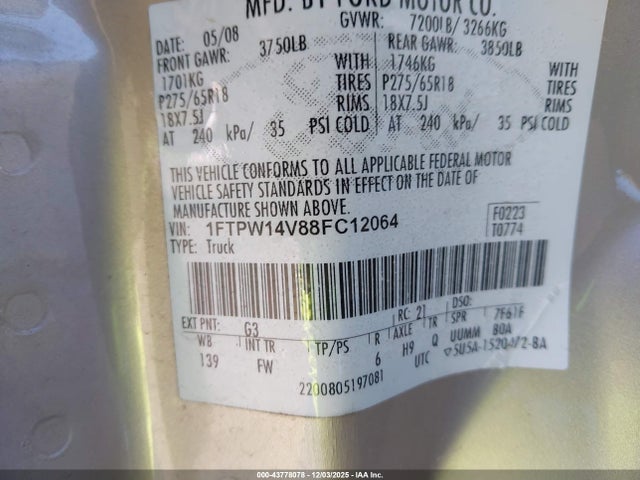 MFD. BY FORD MOTOR CO.
DATE: 05/08 GVWR: 7200LB/ 3266KG
FRONT GAWR: 3750LB REAR GAWR: 3850LB
1701KG WITH 1746KG WITH
P275/65R18 TIRES P275/65R18 TIRES
18X7.5J RIMS 18X7.5J RIMS
AT 240 kPa/ 35 PSI COLD AT 240 kPa/ 35 PSI COLD
THIS VEHICLE CONFORMS TO ALL APPLICABLE FEDERAL MOTOR
VEHICLE SAFETY STANDARDS IN EFFECT ON THE DATE OF
MANUFACTURE SHOWN ABOVE.
VIN: 1FTPW14V88FC12064 F0223
TYPE: Truck T0774
EXT PNT: G3 RC: 21 DSO:
WB INT TR TP/PS R AXLE TR SPR 7F61F
139 FW 6 H9 Q UUMM 80A
2200805197081 UTC ▽5U5A-1520472-BA
000-43778078 - 12/03/2025 - IAA Inc.